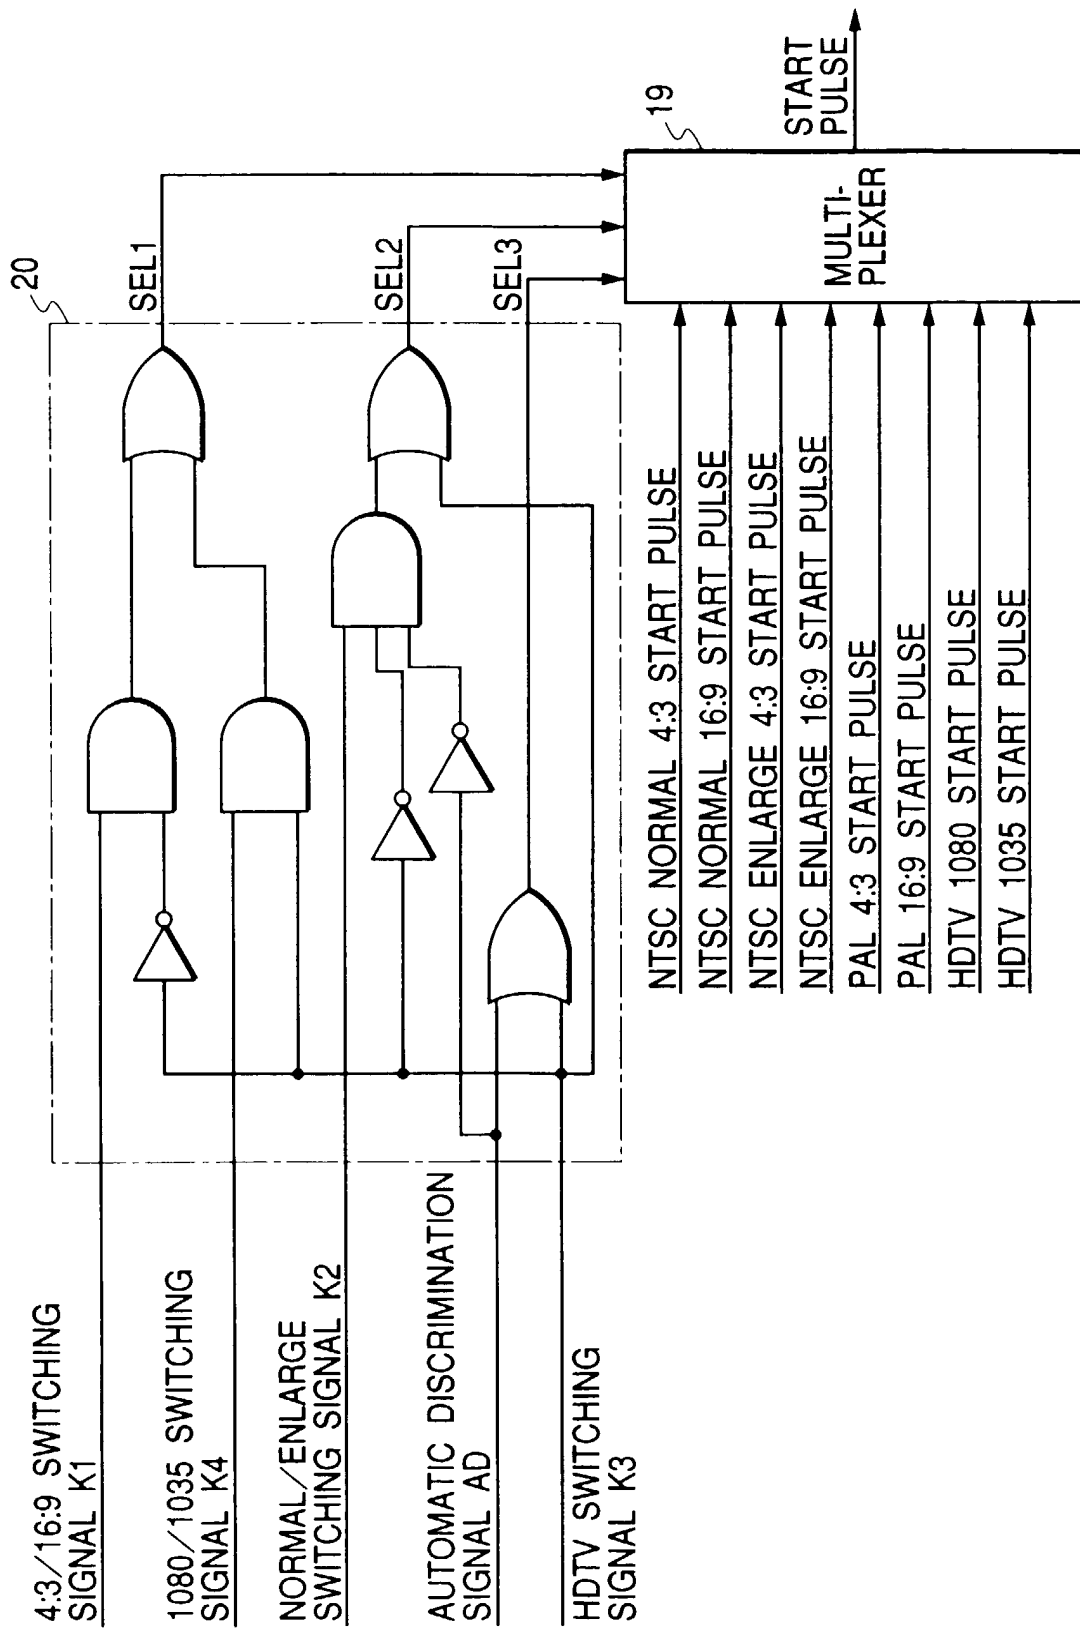 4:3/16:9 SWITCHING
SIGNAL K1
1080/1035 SWITCHING
SIGNAL K4
NORMAL/ENLARGE
SWITCHING SIGNAL K2
AUTOMATIC DISCRIMINATION
SIGNAL AD
HDTV SWITCHING
SIGNAL K3
20
SEL1
SEL2
SEL3
19
MULTI-
PLEXER
START
PULSE
NTSC NORMAL 4:3 START PULSE
NTSC NORMAL 16:9 START PULSE
NTSC ENLARGE 4:3 START PULSE
NTSC ENLARGE 16:9 START PULSE
PAL 4:3 START PULSE
PAL 16:9 START PULSE
HDTV 1080 START PULSE
HDTV 1035 START PULSE